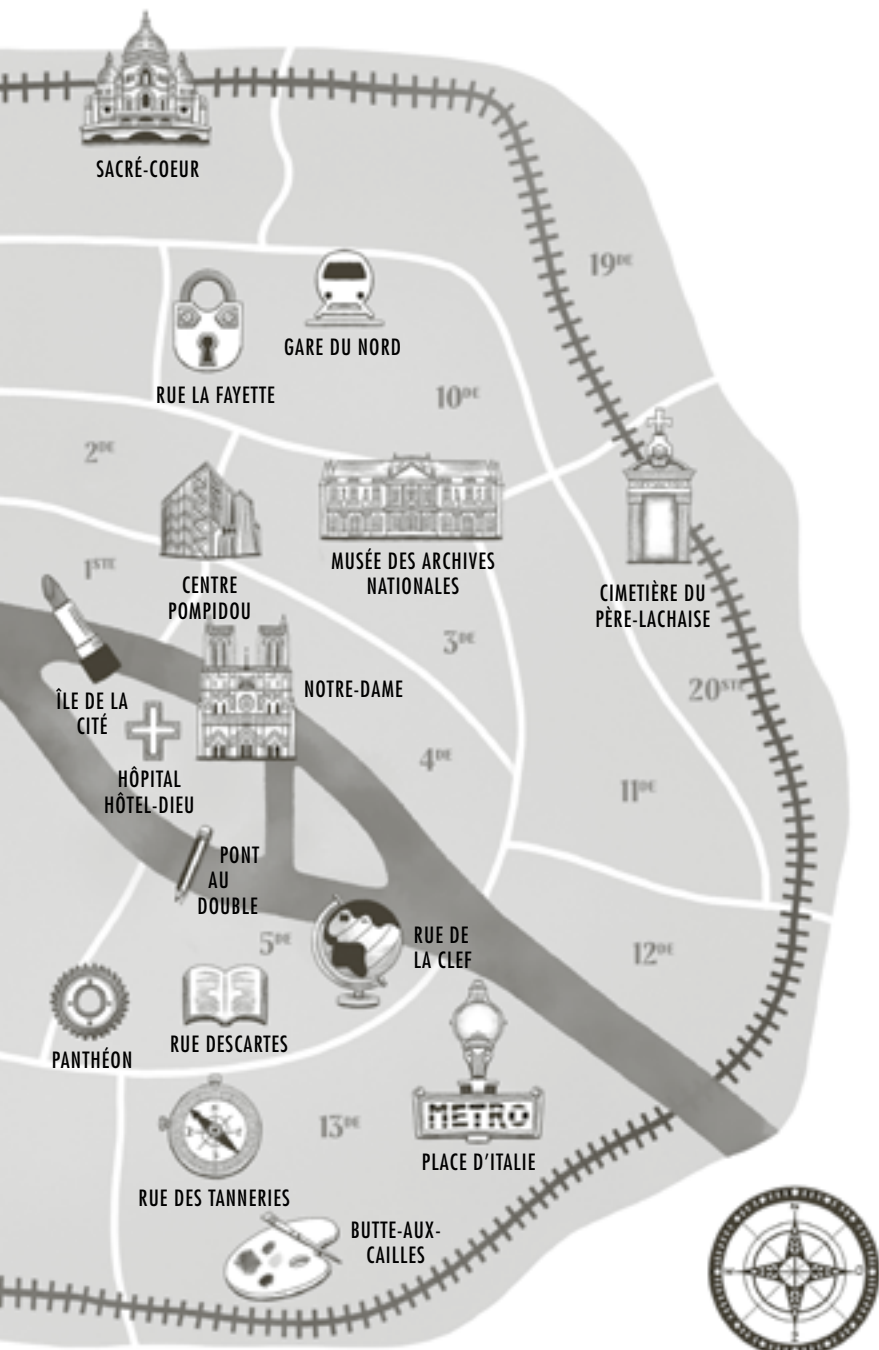 SACRÉ-COEUR
19DE
GARE DU NORD
RUE LA FAYETTE
10DE
2DE
MUSÉE DES ARCHIVES
NATIONALES
1STE
CENTRE
POMPIDOU
CIMETIÈRE DU
PÈRE-LACHAISE
3DE
NOTRE-DAME
20STE
ÎLE DE LA
CITÉ
4DE
HÔPITAL
HÔTEL-DIEU
11DE
PONT
AU
DOUBLE
5DE
RUE DE
LA CLEF
12DE
PANTHÉON
RUE DESCARTES
METRO
13DE
PLACE D'ITALIE
RUE DES TANNERIES
BUTTE-AUX-
CAILLES